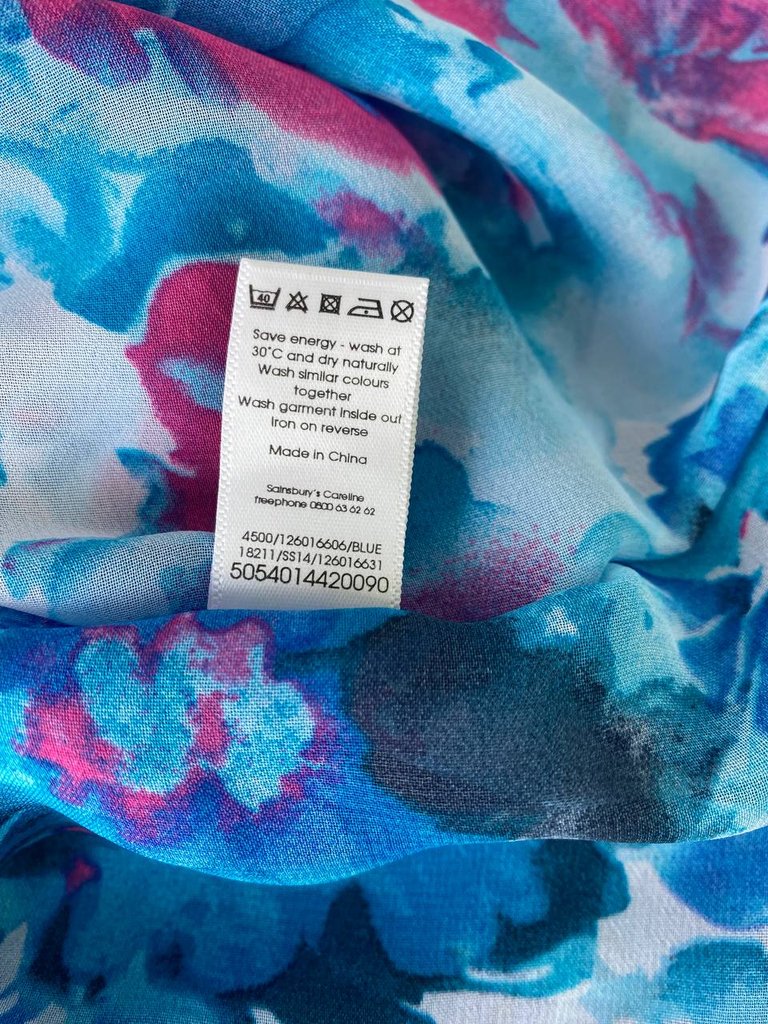 40
Save energy - wash at
30°C and dry naturally
Wash similar colours
together
Wash garment inside out
Iron on reverse
Made in China
Sainsbury's Careline
freephone 0800 63 62 62
4500/126016606/BLUE
18211/SS14/126016631
5054014420090